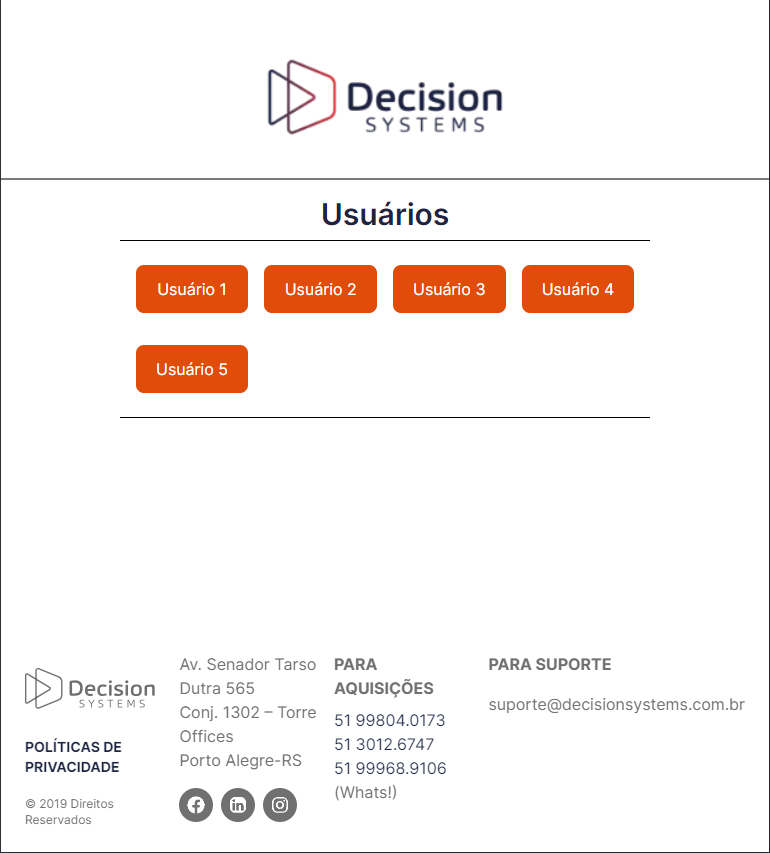 Decision
SYSTEMS
Usuários
Usuário 1
Usuário 2
Usuário 3
Usuário 4
Usuário 5
Decision
SYSTEMS
POLÍTICAS DE
PRIVACIDADE
© 2019 Direitos
Reservados
Av. Senador Tarso
Dutra 565
Conj. 1302 – Torre
Offices
Porto Alegre-RS
PARA
AQUISIÇÕES
51 99804.0173
51 3012.6747
51 99968.9106
(Whats!)
PARA SUPORTE
suporte@decisionsystems.com.br